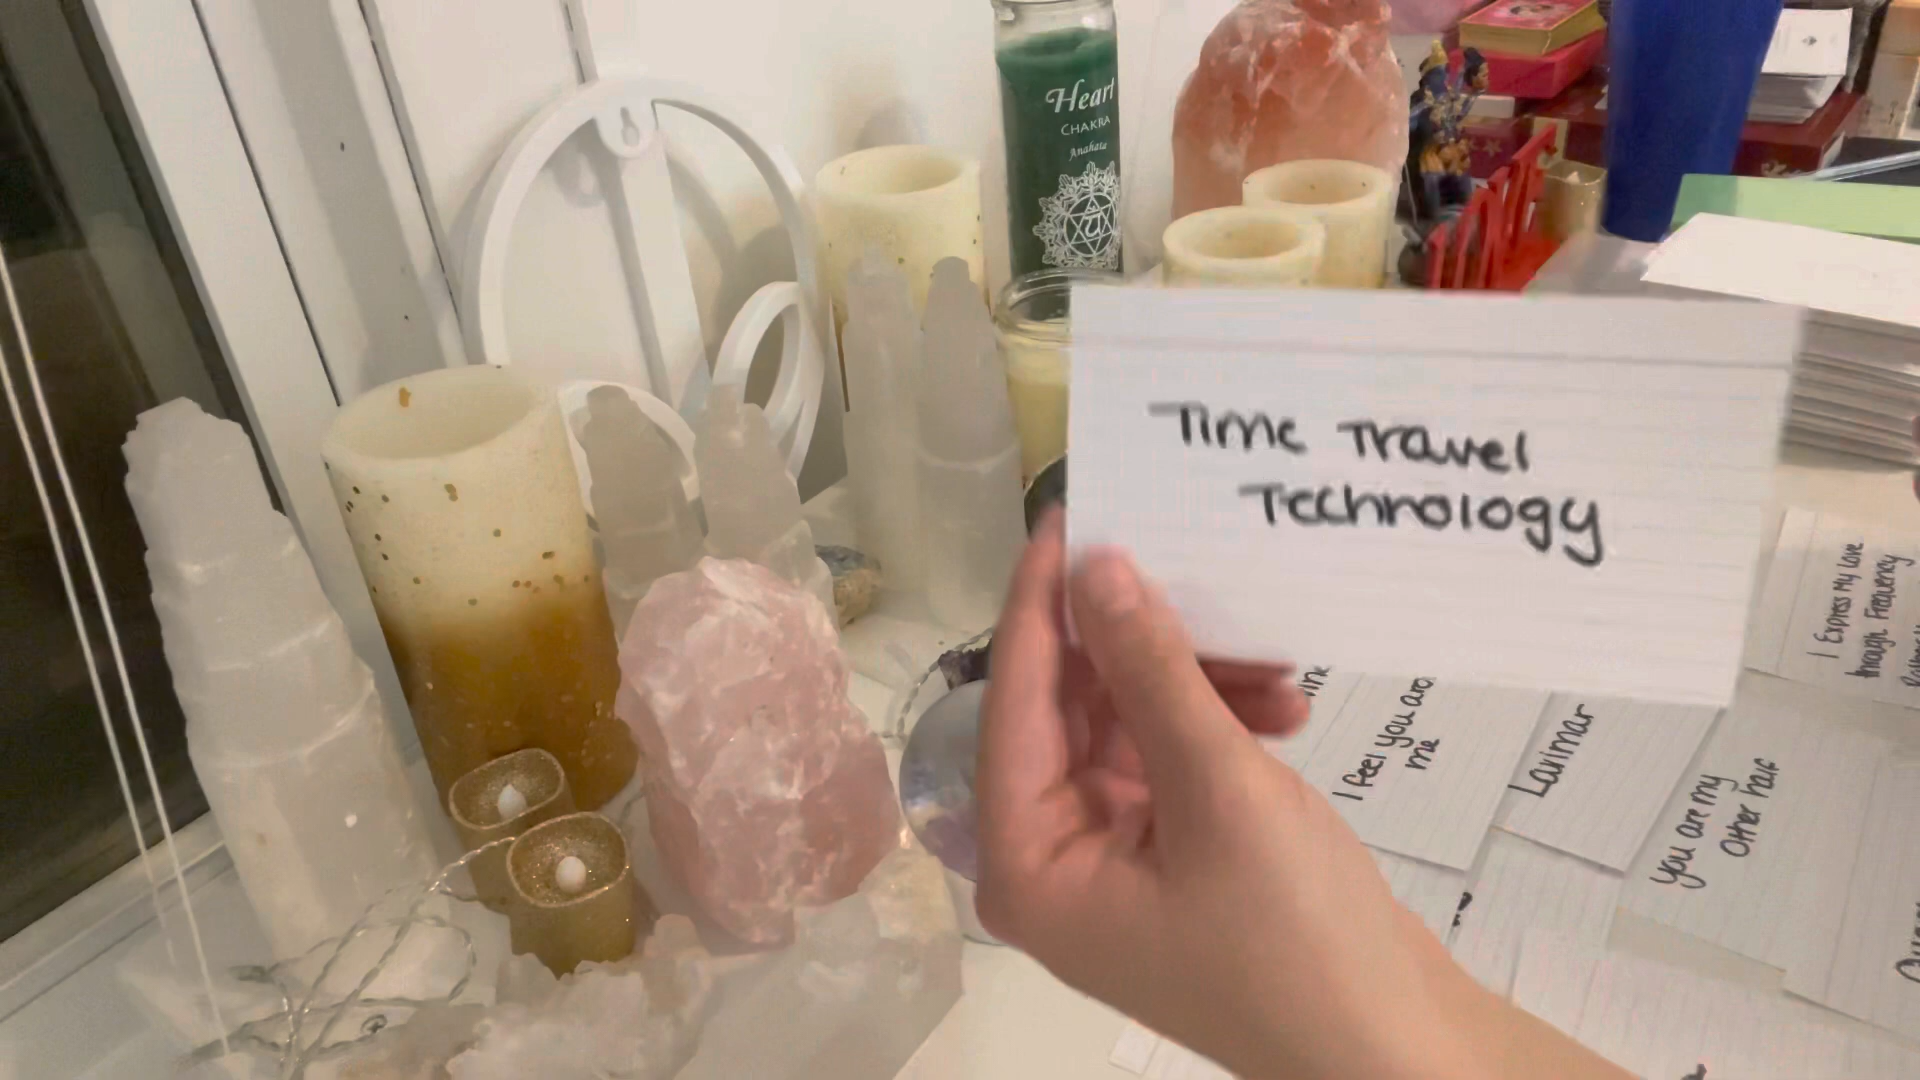 Heart
CHAKRA
Anahata
Time Travel
Technology
I Express My Love
through Frequency
I feel you aro
me
Larimar
you are my
Other half